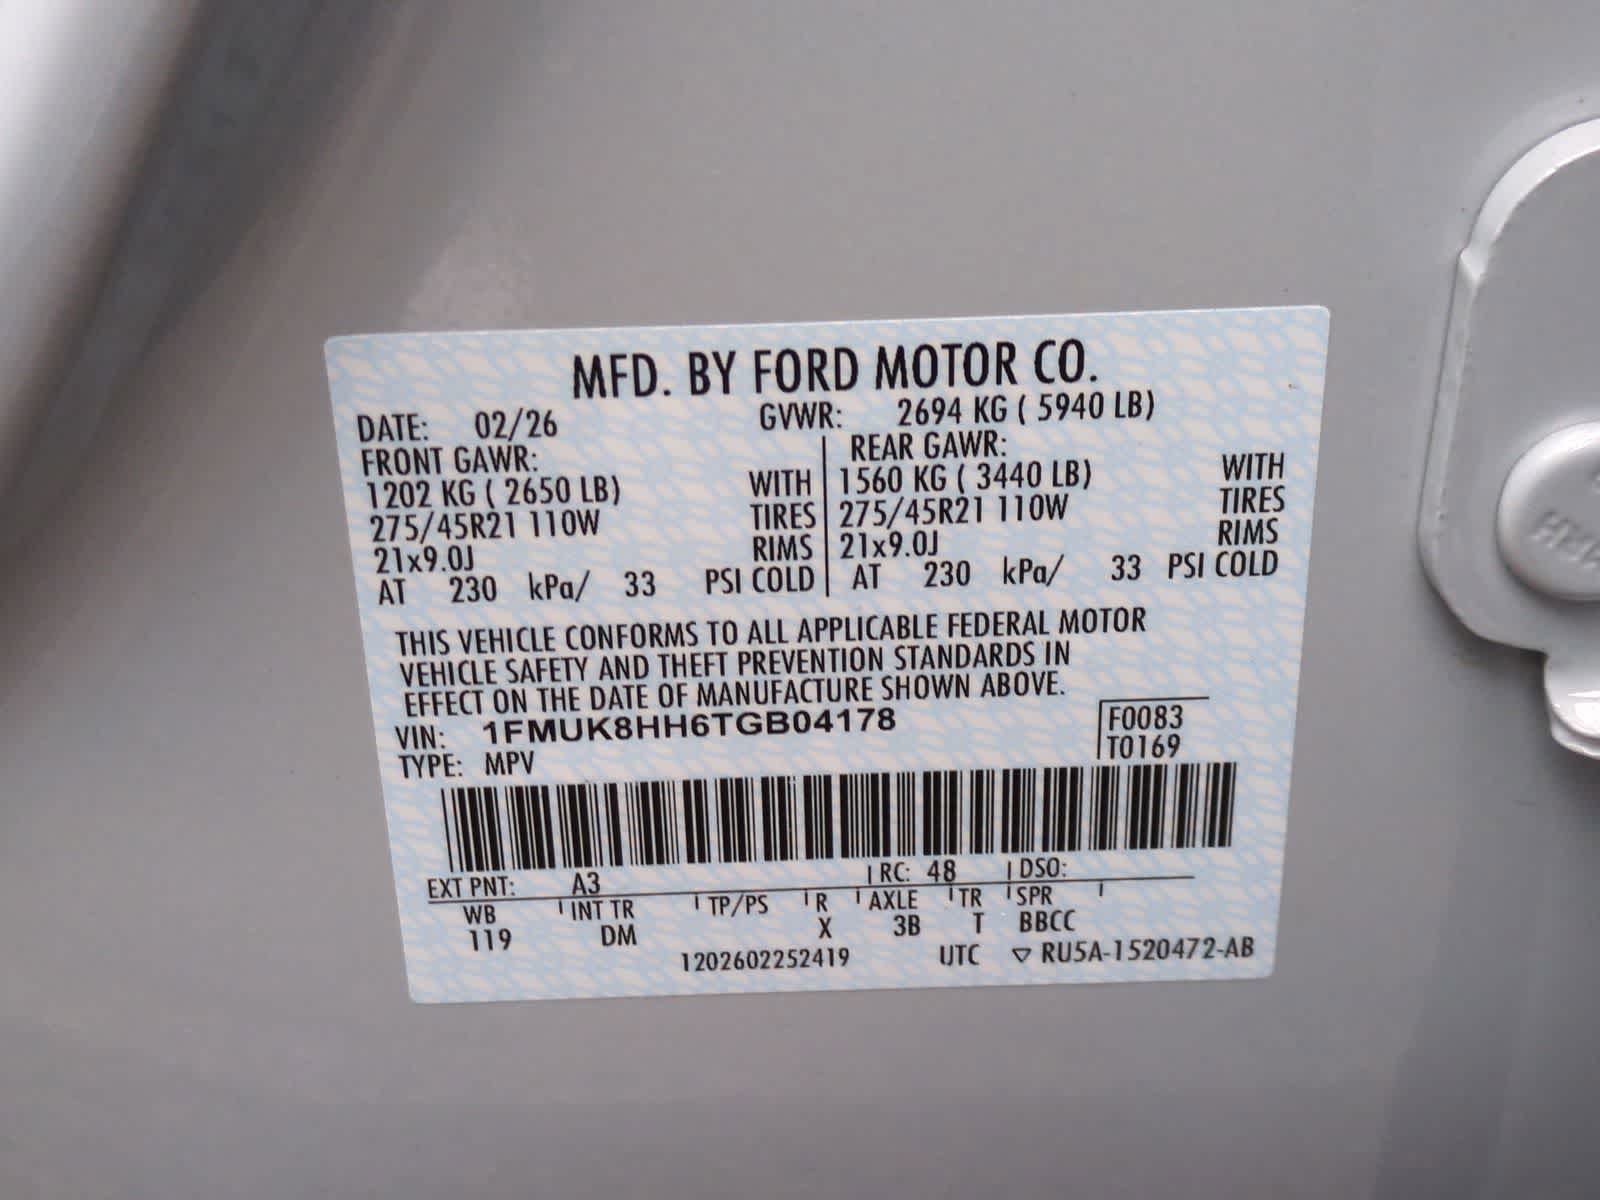 MFD. BY FORD MOTOR CO.
DATE: 02/26 GVWR: 2694 KG ( 5940 LB)
FRONT GAWR: REAR GAWR:
1202 KG ( 2650 LB) WITH 1560 KG ( 3440 LB) WITH
275/45R21 110W TIRES 275/45R21 110W TIRES
21x9.0J RIMS 21x9.0J RIMS
AT 230 kPa/ 33 PSI COLD AT 230 kPa/ 33 PSI COLD
THIS VEHICLE CONFORMS TO ALL APPLICABLE FEDERAL MOTOR
VEHICLE SAFETY AND THEFT PREVENTION STANDARDS IN
EFFECT ON THE DATE OF MANUFACTURE SHOWN ABOVE.
VIN: 1FMUK8HH6TGB04178 F0083
TYPE: MPV T0169
EXT PNT: A3 RC: 48 DSO:
WB INT TR TP/PS R AXLE TR SPR
119 DM X 3B T BBCC
1202602252419 UTC ▽ RU5A-1520472-AB